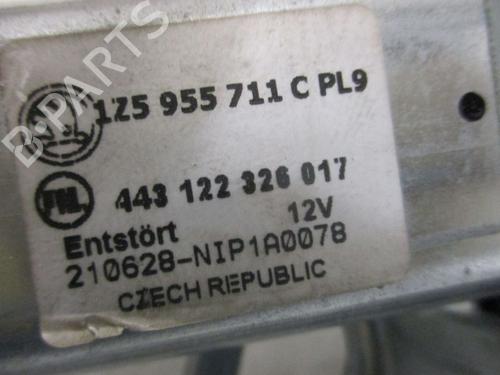 B-PARTS
1Z5 955 711 C PL9
443 122 326 017
12V
Entstört
210628-NIP1A0078
CZECH REPUBLIC